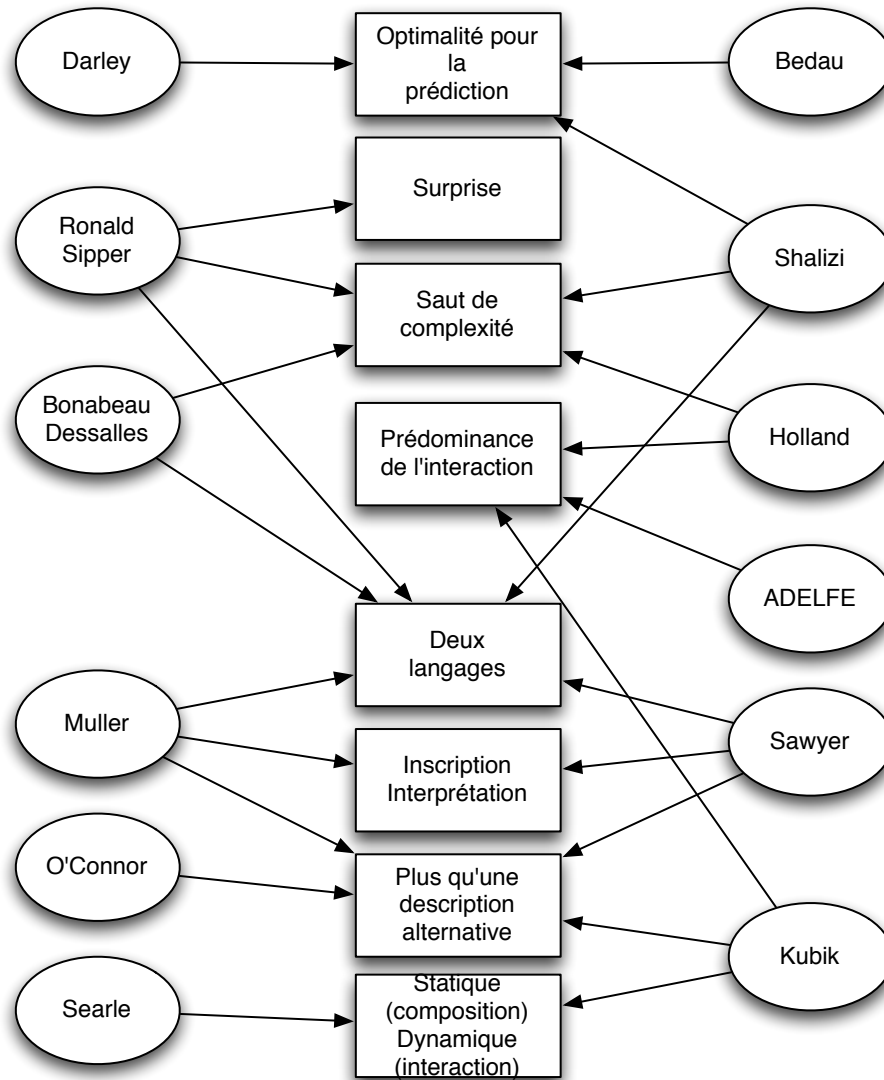 Darley
Optimalité pour
la
prédiction
Bedau
Surprise
Ronald
Sipper
Shalizi
Saut de
complexité
Bonabeau
Dessalles
Prédominance
de l'interaction
Holland
ADELFE
Deux
langages
Muller
Sawyer
Inscription
Interprétation
O'Connor
Plus qu'une
description
alternative
Kubik
Searle
Statique
(composition)
Dynamique
(interaction)